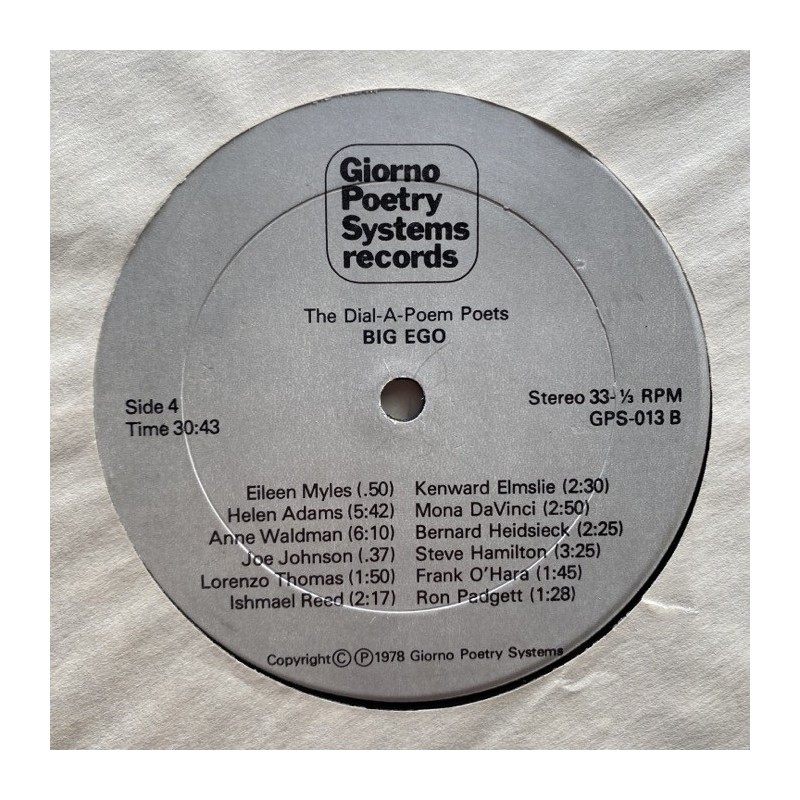 Giorno
Poetry
Systems
records
The Dial-A-Poem Poets
BIG EGO
Side 4
Time 30:43
Stereo 33-⅓ RPM
GPS-013 B
Eileen Myles (.50)
Helen Adams (5:42)
Anne Waldman (6:10)
Joe Johnson (.37)
Lorenzo Thomas (1:50)
Ishmael Reed (2:17)
Kenward Elmslie (2:30)
Mona DaVinci (2:50)
Bernard Heidsieck (2:25)
Steve Hamilton (3:25)
Frank O'Hara (1:45)
Ron Padgett (1:28)
Copyright Ⓒ Ⓟ 1978 Giorno Poetry Systems